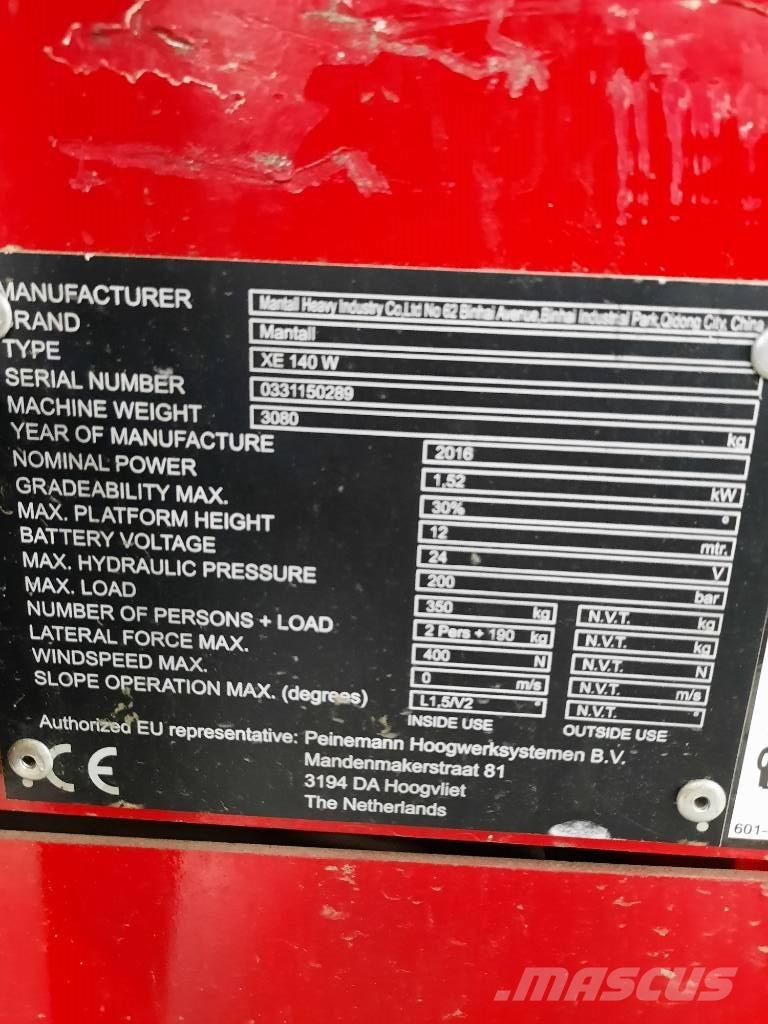 MANUFACTURER Mantall Heavy Industry Co,Ltd No 62 Binhai Avenue,Binhai Industrial Park,Qidong City, China
BRAND Mantall
TYPE XE 140 W
SERIAL NUMBER 0331150289
MACHINE WEIGHT 3080 kg
YEAR OF MANUFACTURE 2016
NOMINAL POWER 1,52 kW
GRADEABILITY MAX. 30% °
MAX. PLATFORM HEIGHT 12 mtr.
BATTERY VOLTAGE 24 V
MAX. HYDRAULIC PRESSURE 200 bar
MAX. LOAD 350 kg N.V.T. kg
NUMBER OF PERSONS + LOAD 2 Pers + 190 kg N.V.T. kg
LATERAL FORCE MAX. 400 N N.V.T. N
WINDSPEED MAX. 0 m/s N.V.T. m/s
SLOPE OPERATION MAX. (degrees) L1,5/V2 ° N.V.T. °
INSIDE USE OUTSIDE USE
Authorized EU representative: Peinemann Hoogwerksystemen B.V.
Mandenmakerstraat 81
3194 DA Hoogvliet
The Netherlands
CE
601-
MASCUS